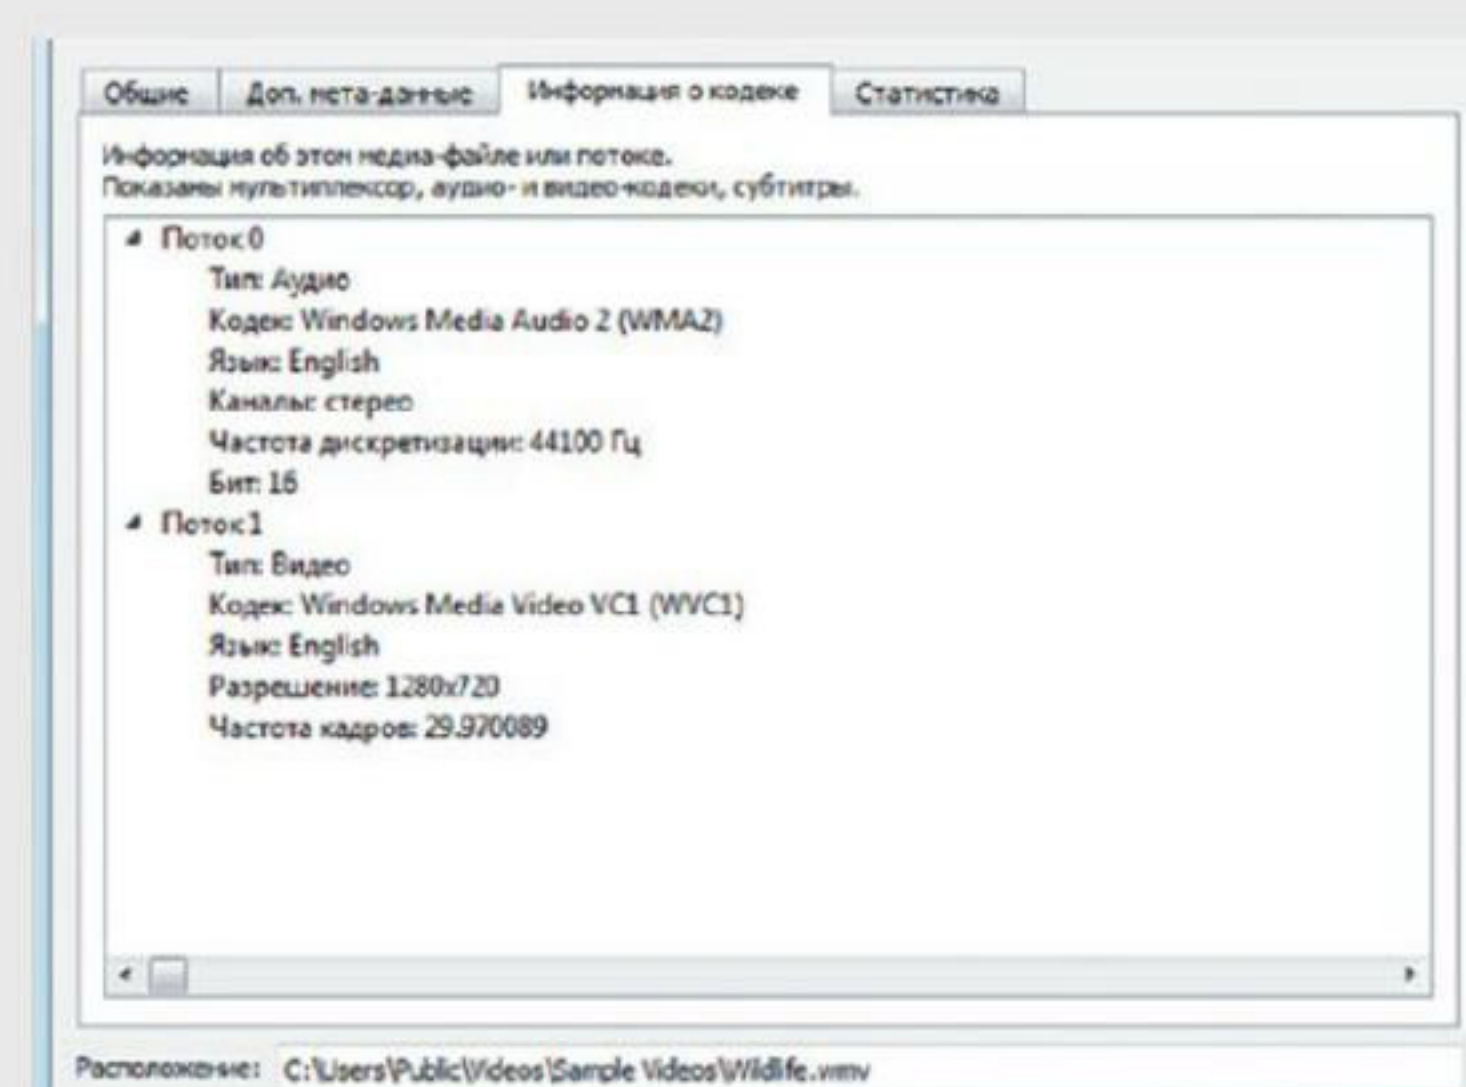 Общие Доп. мета-данные Информация о кодеке Статистика
Информация об этом медиа-файле или потоке.
Показаны мультиплексор, аудио- и видео-кодеки, субтитры.
Поток 0
Тип: Аудио
Кодек: Windows Media Audio 2 (WMA2)
Язык: English
Каналы: стерео
Частота дискретизации: 44100 Гц
Бит: 16
Поток 1
Тип: Видео
Кодек: Windows Media Video VC1 (WVC1)
Язык: English
Разрешение: 1280x720
Частота кадров: 29.970089
Расположение: C:\Users\Public\Videos\Sample Videos\Wildlife.wmv